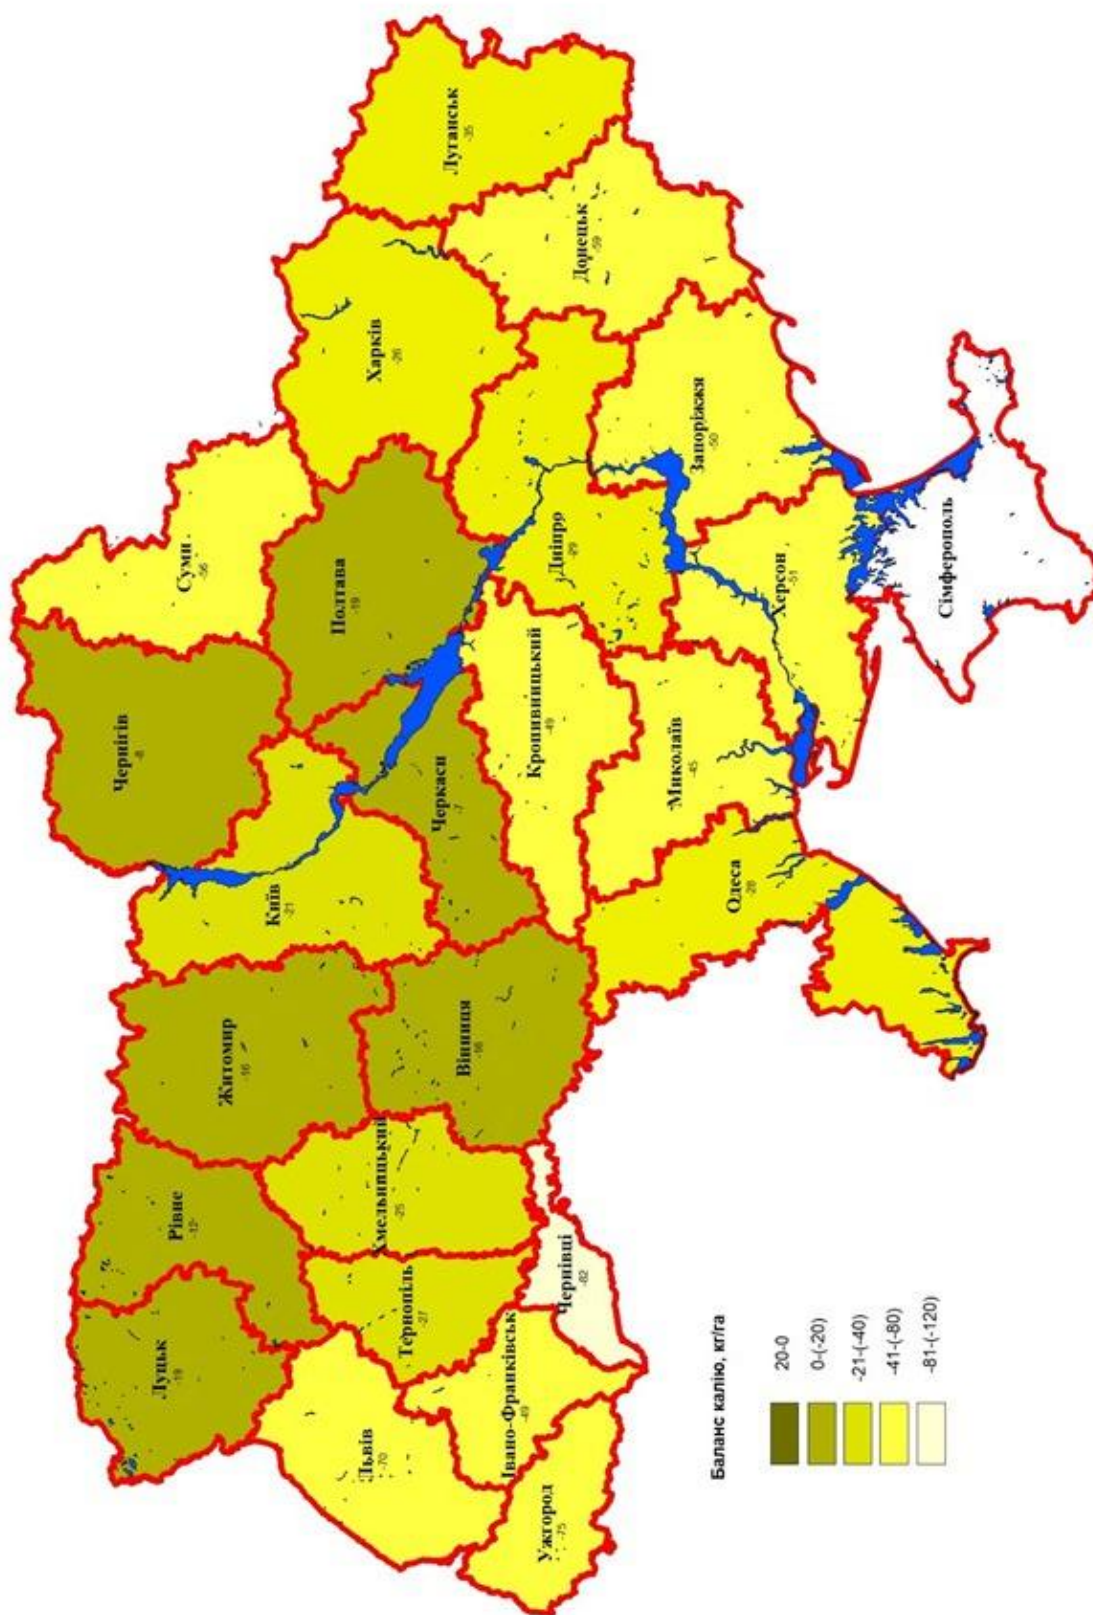 Луцьк
-19
Рівне
-12
Житомир
-16
Київ
-21
Чернігів
-8
Суми
-56
Львів
-70
Тернопіль
-27
Хмельницький
-25
Вінниця
-16
Черкаси
-7
Полтава
-19
Харків
-26
Луганськ
-35
Ужгород
-75
Івано-Франківськ
-49
Чернівці
-82
Кропивницький
-49
Дніпро
-29
Донецьк
-59
Одеса
-28
Миколаїв
-45
Херсон
-51
Запоріжжя
-50
Сімферополь
Баланс калію, кг/га
20-0
0-(-20)
-21-(-40)
-41-(-80)
-81-(-120)